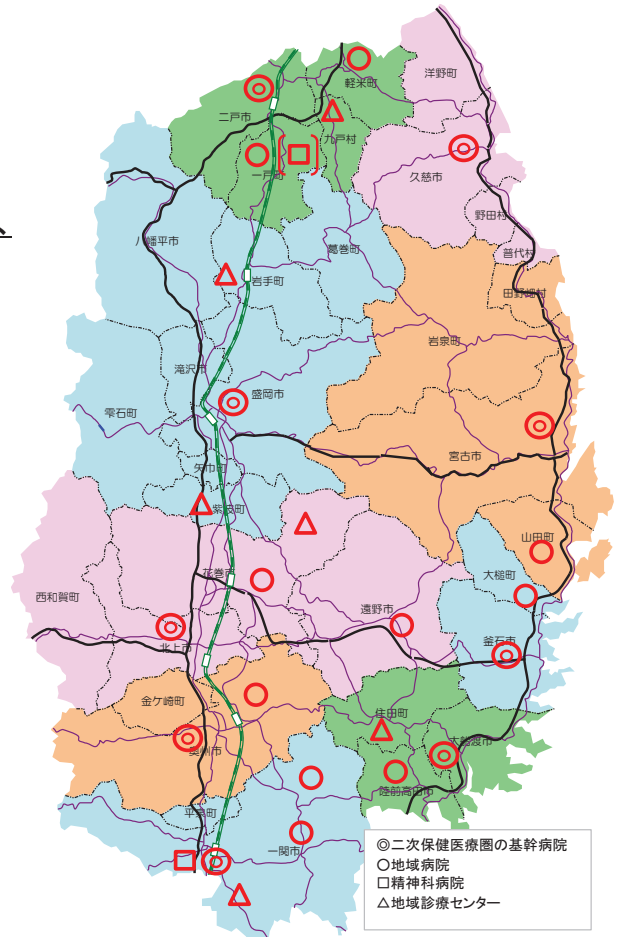 洋野町
軽米町
二戸市
九戸村
一戸町
久慈市
野田村
普代村
八幡平市
葛巻町
岩手町
田野畑村
岩泉町
滝沢市
盛岡市
雫石町
宮古市
矢巾町
紫波町
山田町
大槌町
花巻市
西和賀町
遠野市
釜石市
北上市
金ケ崎町
住田町
大船渡市
奥州市
陸前高田市
平泉町
一関市
◎二次保健医療圏の基幹病院
○地域病院
□精神科病院
△地域診療センター